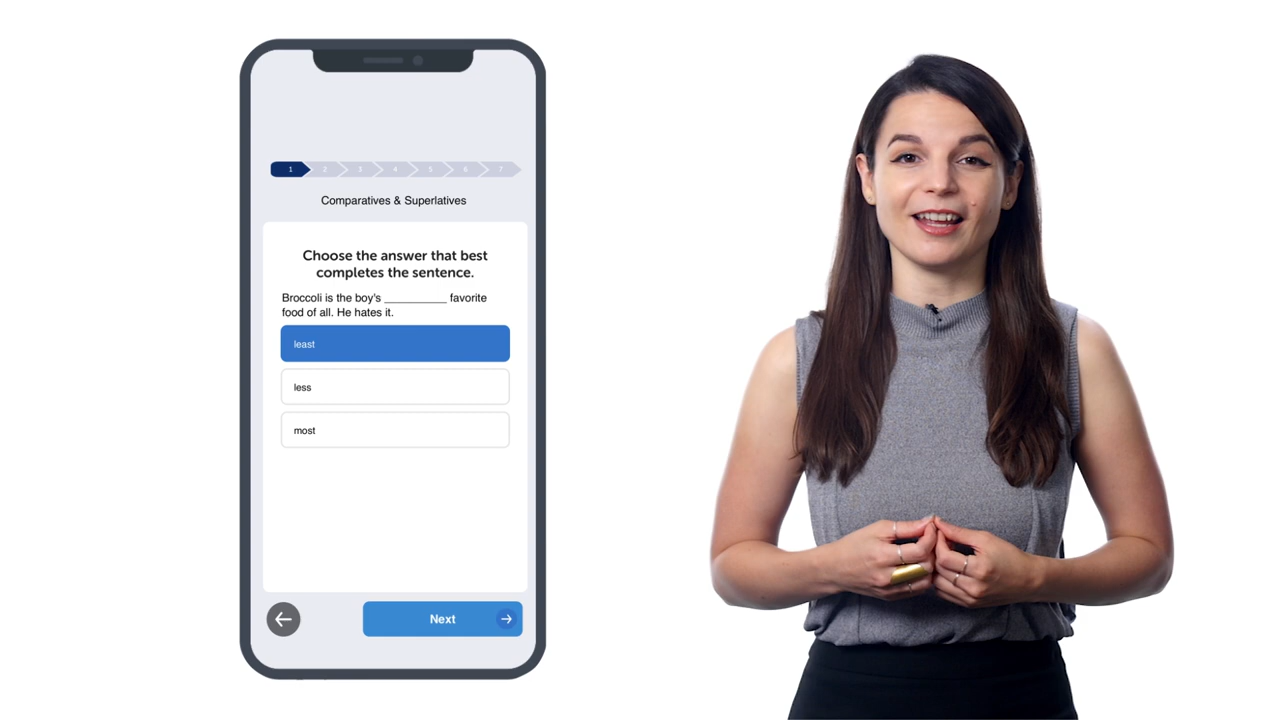 1 2 3 4 5 6 7
Comparatives & Superlatives
Choose the answer that best
completes the sentence.
Broccoli is the boy's __________ favorite
food of all. He hates it.
least
less
most
Next